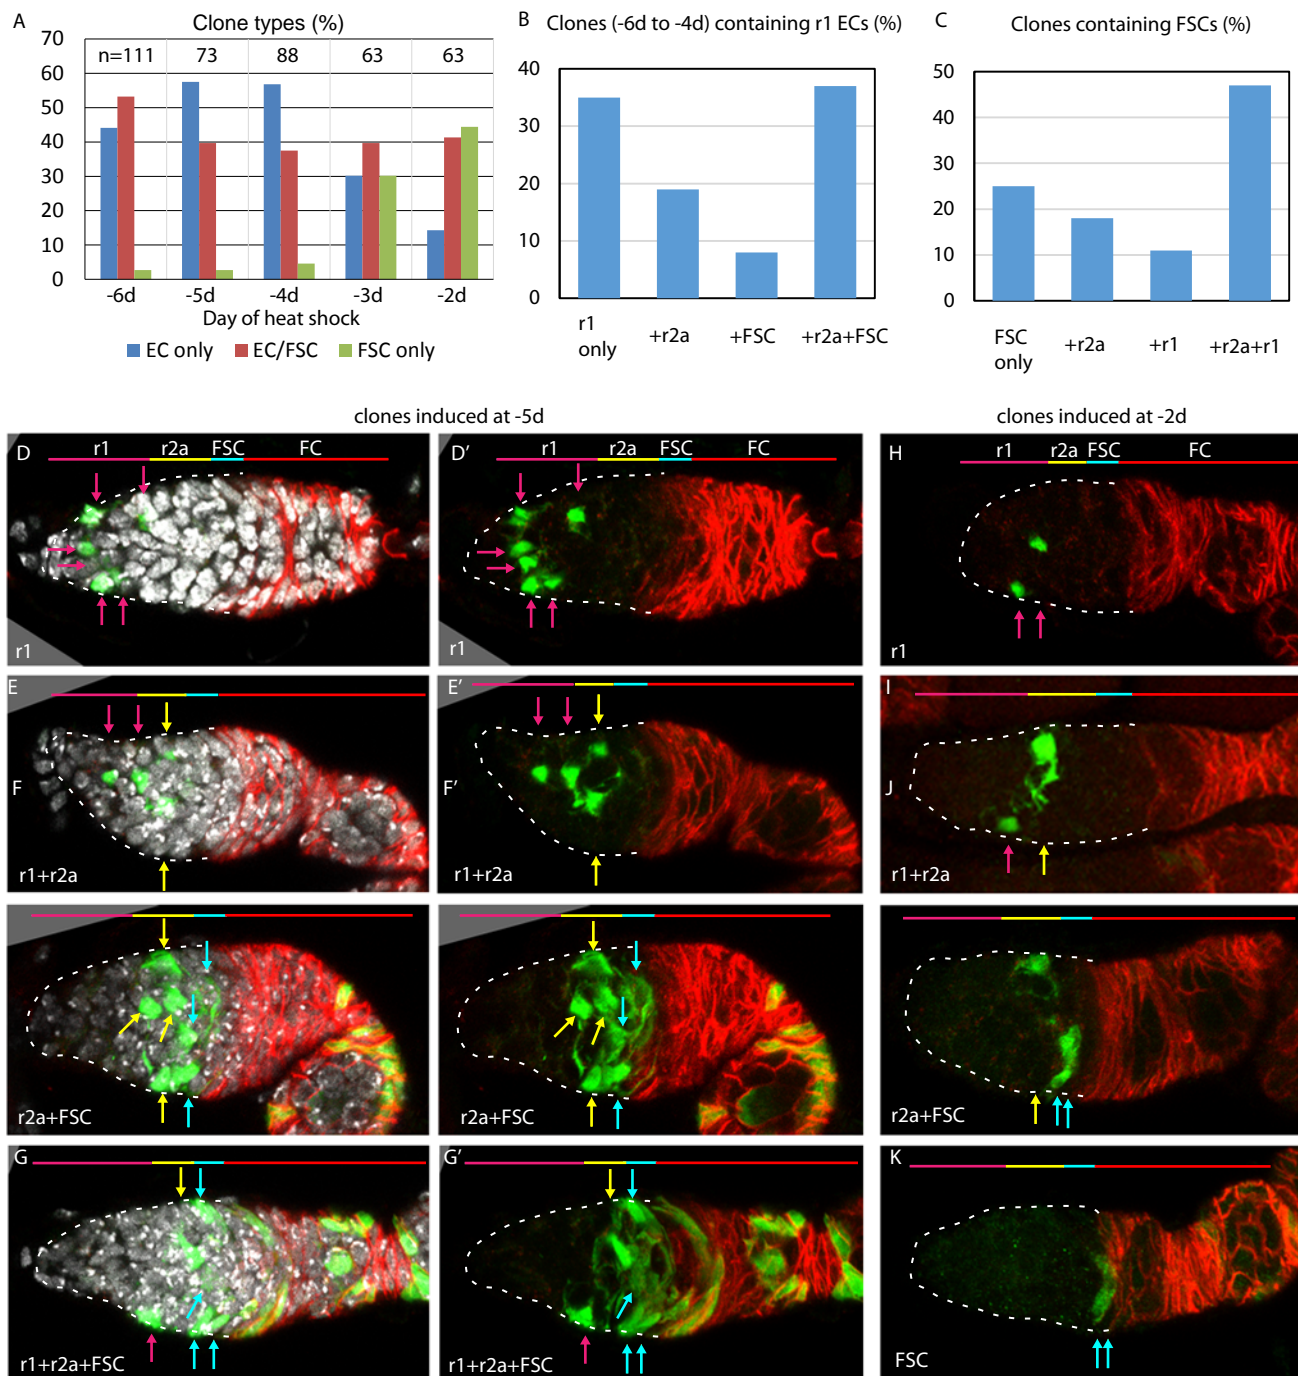 A
Clone types (%)
70
60
50
40
30
20
10
0
n=111
73
88
63
63
-6d
-5d
-4d
-3d
-2d
Day of heat shock
EC only
EC/FSC
FSC only
B
Clones (-6d to -4d) containing r1 ECs (%)
40
30
20
10
0
r1 only
+r2a
+FSC
+r2a+FSC
C
Clones containing FSCs (%)
50
40
30
20
10
0
FSC only
+r2a
+r1
+r2a+r1
clones induced at -5d
clones induced at -2d
D
r1
r2a
FSC
FC
r1
D′
r1
r2a
FSC
FC
r1
H
r1
r2a
FSC
FC
r1
E
E′
I
F
r1+r2a
F′
r1+r2a
J
r1+r2a
r2a+FSC
r2a+FSC
r2a+FSC
G
r1+r2a+FSC
G′
r1+r2a+FSC
K
FSC